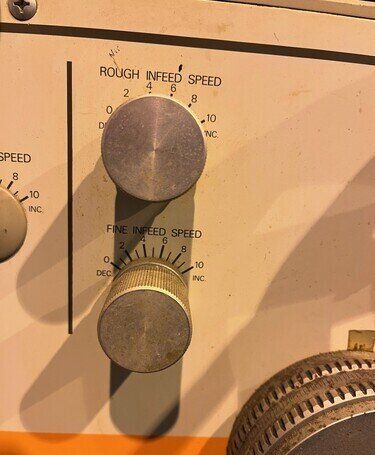 ROUGH INFEED SPEED
0 2 4 6 8 10
INC.
SPEED
8 10
INC.
FINE INFEED SPEED
0 2 4 6 8 10
DEC. INC.